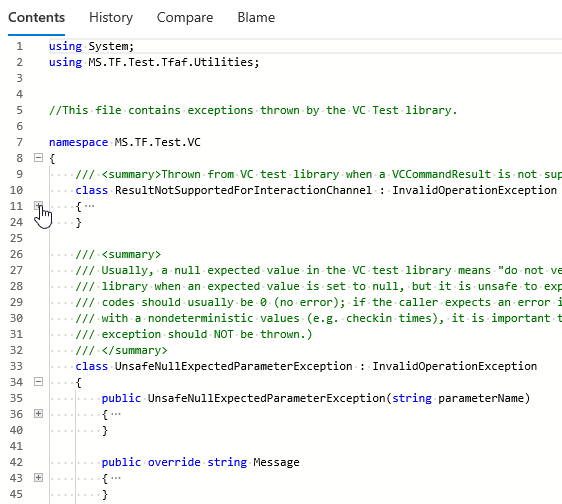 Contents History Compare Blame
1 using System;
2 using MS.TF.Test.Tfaf.Utilities;
3
4
5 //This file contains exceptions thrown by the VC Test library.
6
7 namespace MS.TF.Test.VC
8 {
9 /// <summary>Thrown from VC test library when a VCCommandResult is not sup
10 class ResultNotSupportedForInteractionChannel : InvalidOperationException
11 { ···
24 }
25
26 /// <summary>
27 /// Usually, a null expected value in the VC test library means "do not ve
28 /// library when an expected value is set to null, but it is unsafe to exp
29 /// codes should usually be 0 (no error); if the caller expects an error i
30 /// with a nondeterministic values (e.g. checkin times), it is important t
31 /// exception should NOT be thrown.)
32 /// </summary>
33 class UnsafeNullExpectedParameterException : InvalidOperationException
34 {
35 public UnsafeNullExpectedParameterException(string parameterName)
36 { ···
40 }
41
42 public override string Message
43 { ···
45 }